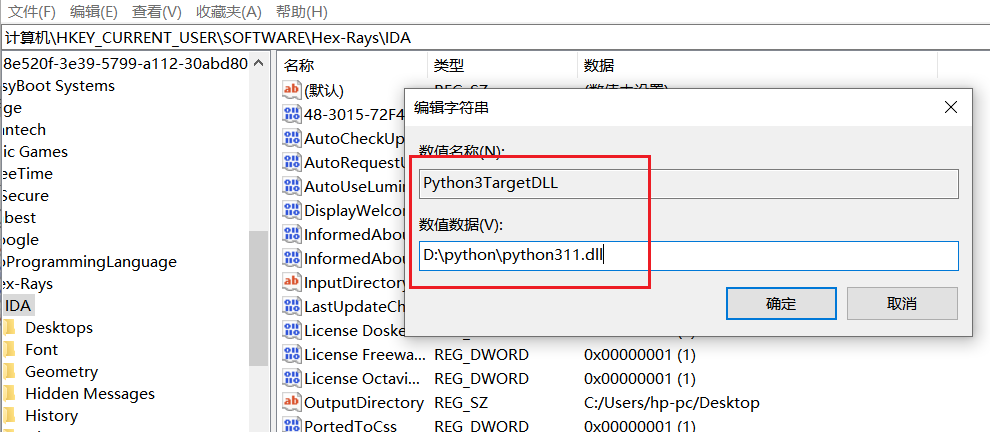 文件(F) 编辑(E) 查看(V) 收藏夹(A) 帮助(H)
计算机\HKEY_CURRENT_USER\SOFTWARE\Hex-Rays\IDA
8e520f-3e39-5799-a112-30abd80
syBoot Systems
ge
antech
ic Games
eeTime
Secure
best
oogle
oProgrammingLanguage
ex-Rays
IDA
Desktops
Font
Geometry
Hidden Messages
History
名称 类型 数据
(默认) REG_SZ (数值未设置)
48-3015-72F4
AutoCheckUp
AutoRequestU
AutoUseLumin
DisplayWelco
InformedAbou
InformedAbou
InputDirectory
LastUpdateCh
License Doske
License Freewa... REG_DWORD 0x00000001 (1)
License Octavi... REG_DWORD 0x00000001 (1)
OutputDirectory REG_SZ C:/Users/hp-pc/Desktop
PortedToCss REG_DWORD 0x00000001 (1)
编辑字符串
数值名称(N):
Python3TargetDLL
数值数据(V):
D:\python\python311.dll
确定 取消